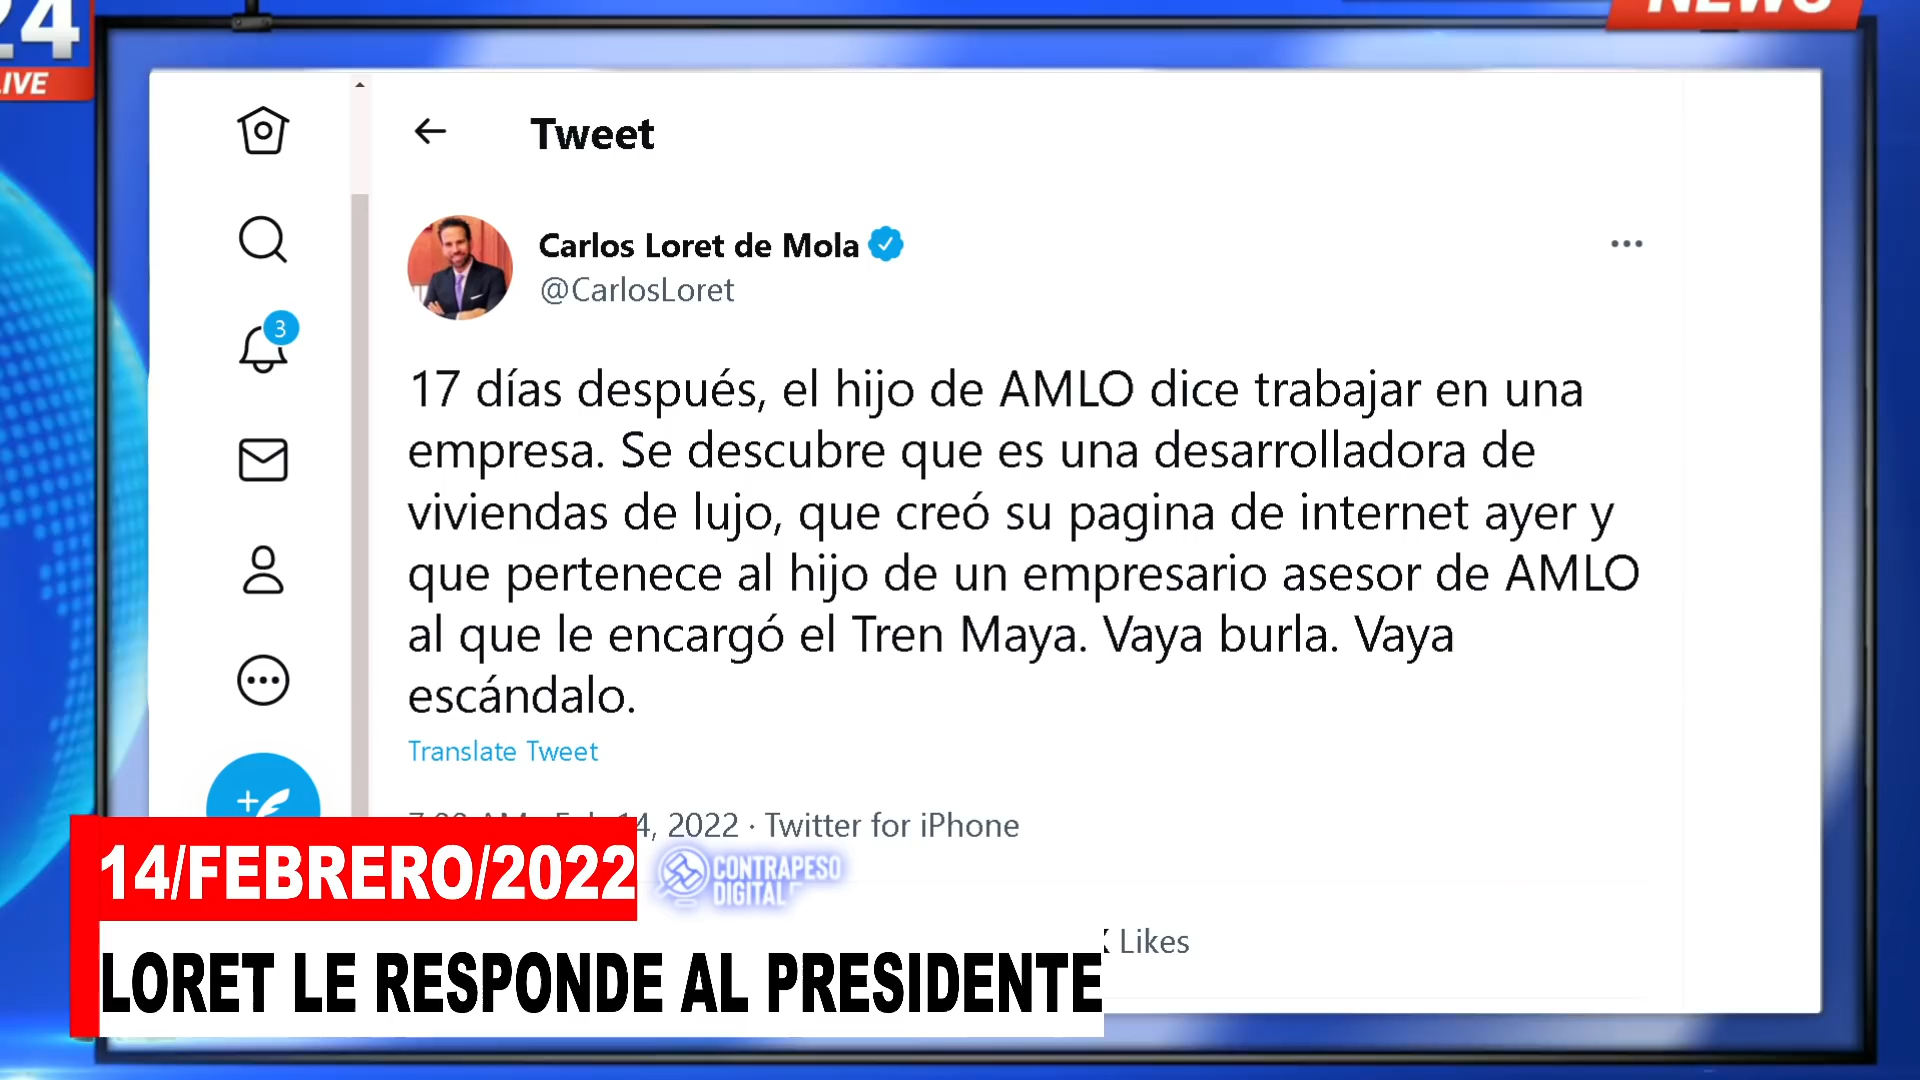 24
LIVE
NEWS
Tweet
Carlos Loret de Mola
@CarlosLoret
3
17 días después, el hijo de AMLO dice trabajar en una
empresa. Se descubre que es una desarrolladora de
viviendas de lujo, que creó su pagina de internet ayer y
que pertenece al hijo de un empresario asesor de AMLO
al que le encargó el Tren Maya. Vaya burla. Vaya
escándalo.
Translate Tweet
14, 2022 · Twitter for iPhone
14/FEBRERO/2022
CONTRAPESO
DIGITAL
Likes
LORET LE RESPONDE AL PRESIDENTE